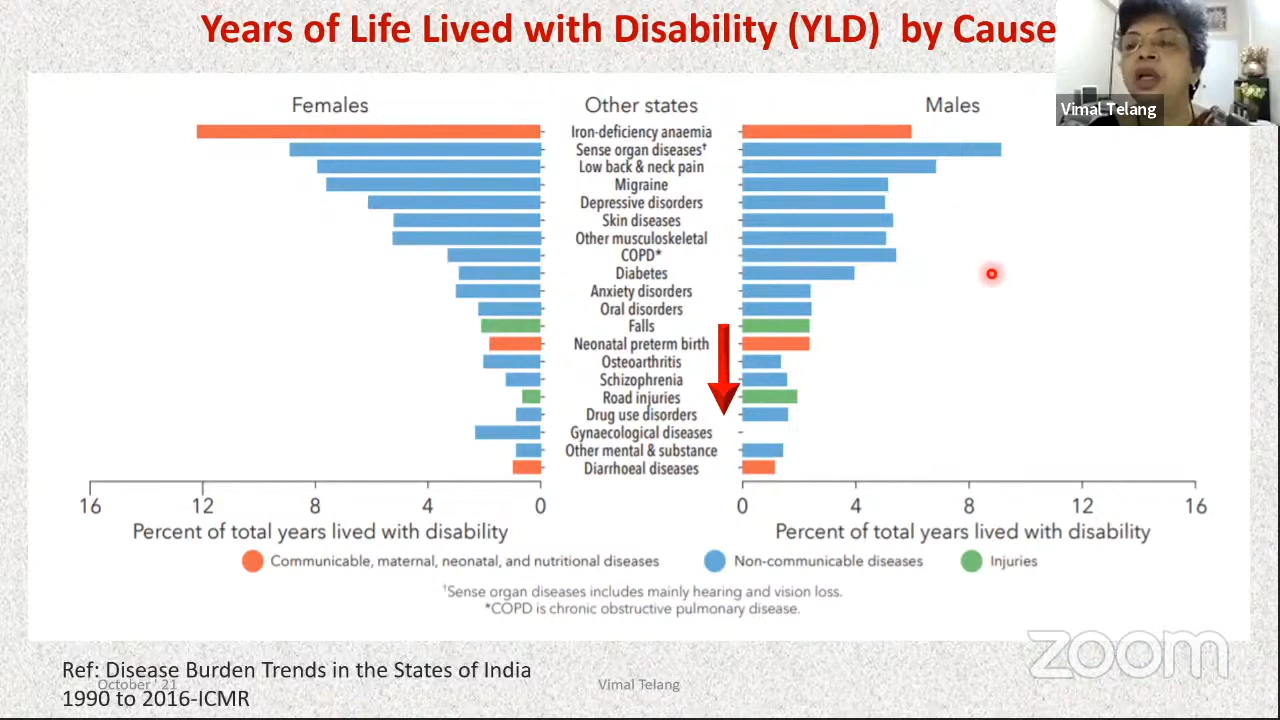 Years of Life Lived with Disability (YLD) by Cause
Vimal Telang
Females
Other states
Males
Iron-deficiency anaemia
Sense organ diseases†
Low back & neck pain
Migraine
Depressive disorders
Skin diseases
Other musculoskeletal
COPD*
Diabetes
Anxiety disorders
Oral disorders
Falls
Neonatal preterm birth
Osteoarthritis
Schizophrenia
Road injuries
Drug use disorders
Gynaecological diseases
Other mental & substance
Diarrhoeal diseases
16 12 8 4 0 0 4 8 12 16
Percent of total years lived with disability Percent of total years lived with disability
Communicable, maternal, neonatal, and nutritional diseases Non-communicable diseases Injuries
†Sense organ diseases includes mainly hearing and vision loss.
*COPD is chronic obstructive pulmonary disease.
zoom
Ref: Disease Burden Trends in the States of India
October ' 21 Vimal Telang
1990 to 2016-ICMR